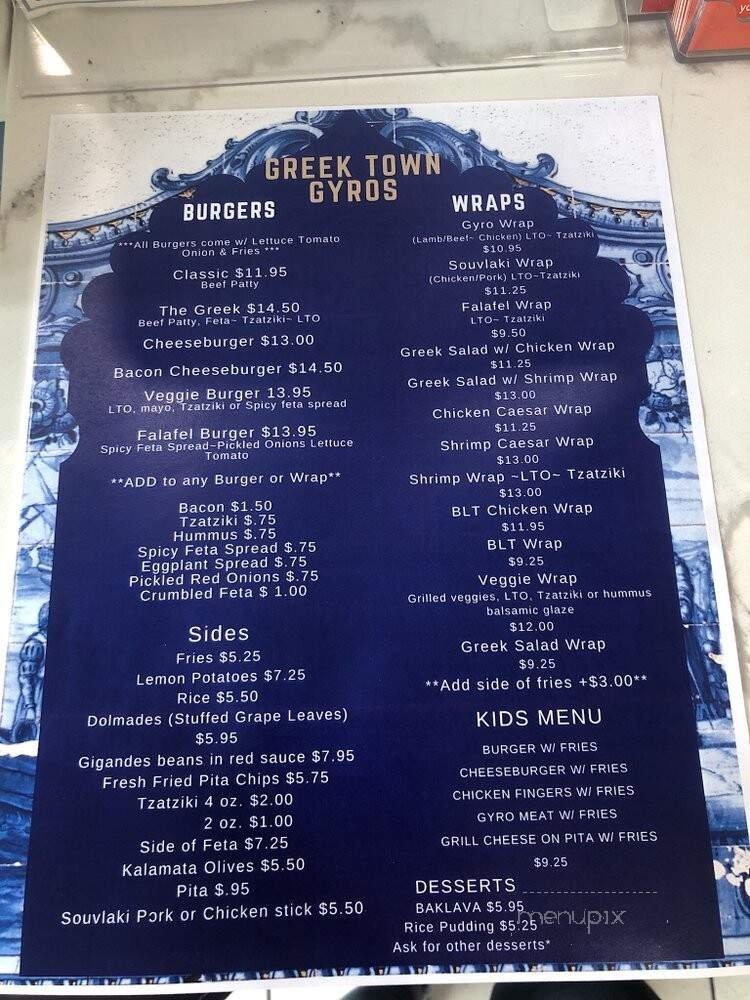 GREEK TOWN
GYROS
BURGERS
***All Burgers come w/ Lettuce Tomato
Onion & Fries ***
Classic $11.95
Beef Patty
The Greek $14.50
Beef Patty, Feta~ Tzatziki~ LTO
Cheeseburger $13.00
Bacon Cheeseburger $14.50
Veggie Burger 13.95
LTO, mayo, Tzatziki or Spicy feta spread
Falafel Burger $13.95
Spicy Feta Spread~Pickled Onions Lettuce
Tomato
**ADD to any Burger or Wrap**
Bacon $1.50
Tzatziki $.75
Hummus $.75
Spicy Feta Spread $.75
Eggplant Spread $.75
Pickled Red Onions $.75
Crumbled Feta $ 1.00
Sides
Fries $5.25
Lemon Potatoes $7.25
Rice $5.50
Dolmades (Stuffed Grape Leaves)
$5.95
Gigandes beans in red sauce $7.95
Fresh Fried Pita Chips $5.75
Tzatziki 4 oz. $2.00
2 oz. $1.00
Side of Feta $7.25
Kalamata Olives $5.50
Pita $.95
Souvlaki Pork or Chicken stick $5.50
WRAPS
Gyro Wrap
(Lamb/Beef~ Chicken) LTO~ Tzatziki
$10.95
Souvlaki Wrap
(Chicken/Pork) LTO~Tzatziki
$11.25
Falafel Wrap
LTO~ Tzatziki
$9.50
Greek Salad w/ Chicken Wrap
$11.25
Greek Salad w/ Shrimp Wrap
$13.00
Chicken Caesar Wrap
$11.25
Shrimp Caesar Wrap
$13.00
Shrimp Wrap ~LTO~ Tzatziki
$13.00
BLT Chicken Wrap
$11.95
BLT Wrap
$9.25
Veggie Wrap
Grilled veggies, LTO, Tzatziki or hummus
balsamic glaze
$12.00
Greek Salad Wrap
$9.25
**Add side of fries +$3.00**
KIDS MENU
BURGER W/ FRIES
CHEESEBURGER W/ FRIES
CHICKEN FINGERS W/ FRIES
GYRO MEAT W/ FRIES
GRILL CHEESE ON PITA W/ FRIES
$9.25
DESSERTS
BAKLAVA $5.95
Rice Pudding $5.25
Ask for other desserts*
menupix